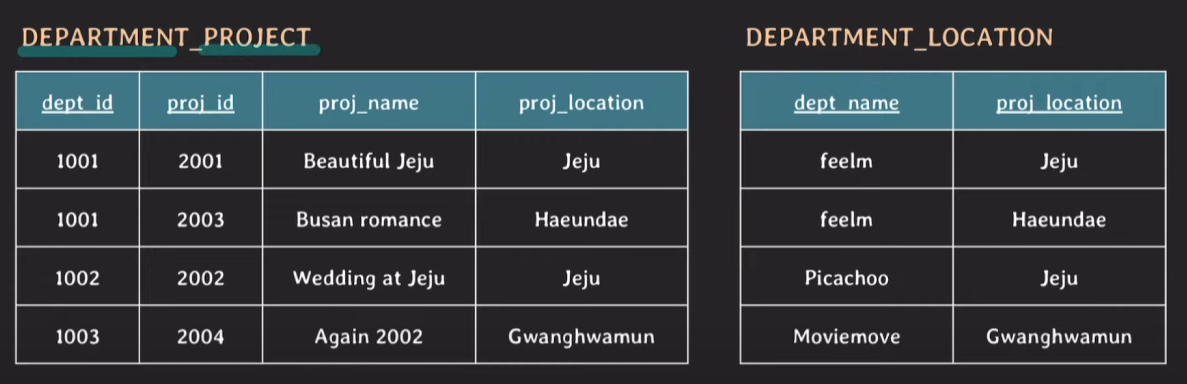 DEPARTMENT_PROJECT
dept_id proj_id proj_name proj_location
1001 2001 Beautiful Jeju Jeju
1001 2003 Busan romance Haeundae
1002 2002 Wedding at Jeju Jeju
1003 2004 Again 2002 Gwanghwamun
DEPARTMENT_LOCATION
dept_name proj_location
feelm Jeju
feelm Haeundae
Picachoo Jeju
Moviemove Gwanghwamun